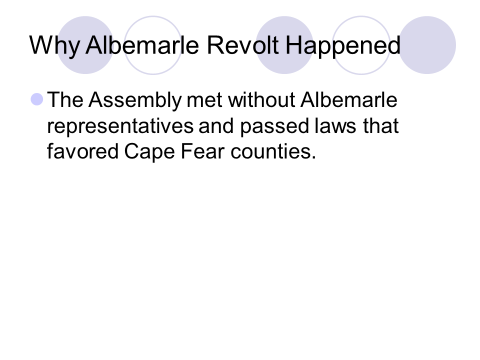 Why Albemarle Revolt Happened
The Assembly met without Albemarle
representatives and passed laws that
favored Cape Fear counties.